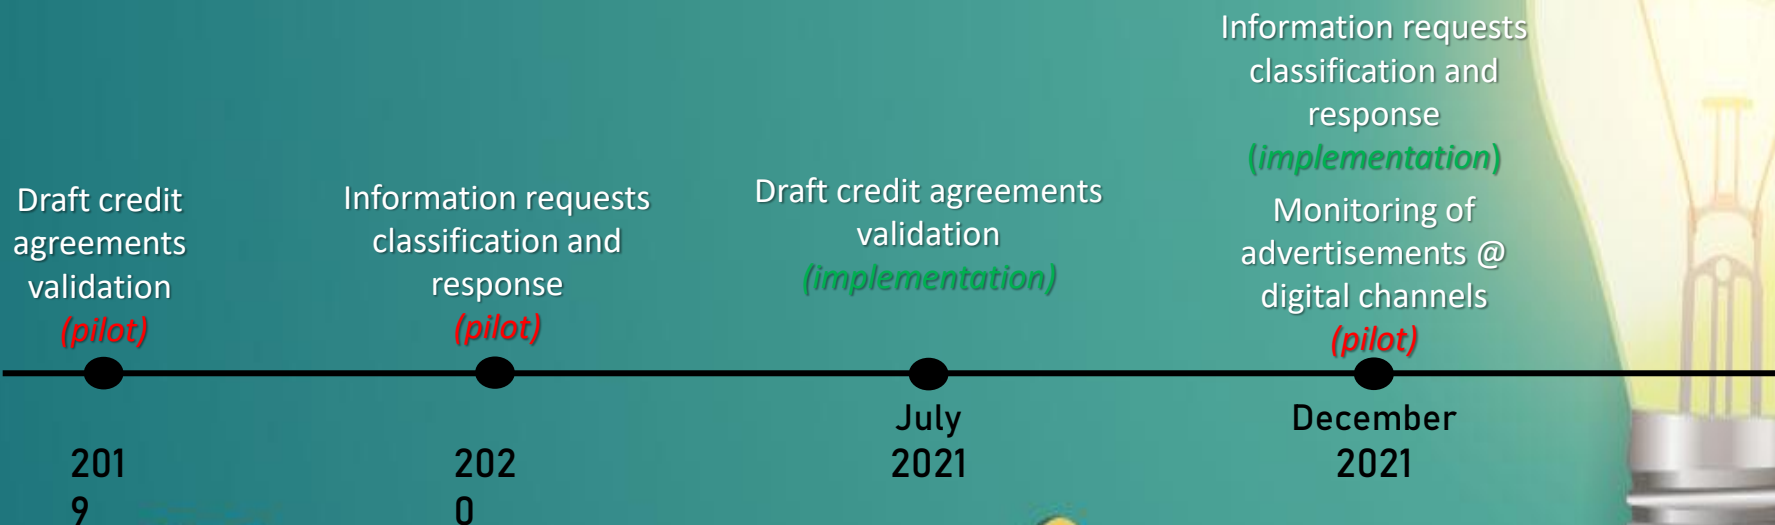 Draft credit
agreements
validation
(pilot)
201
9
Information requests
classification and
response
(pilot)
202
0
Draft credit agreements
validation
(implementation)
July
2021
Information requests
classification and
response
(implementation)
Monitoring of
advertisements @
digital channels
(pilot)
December
2021